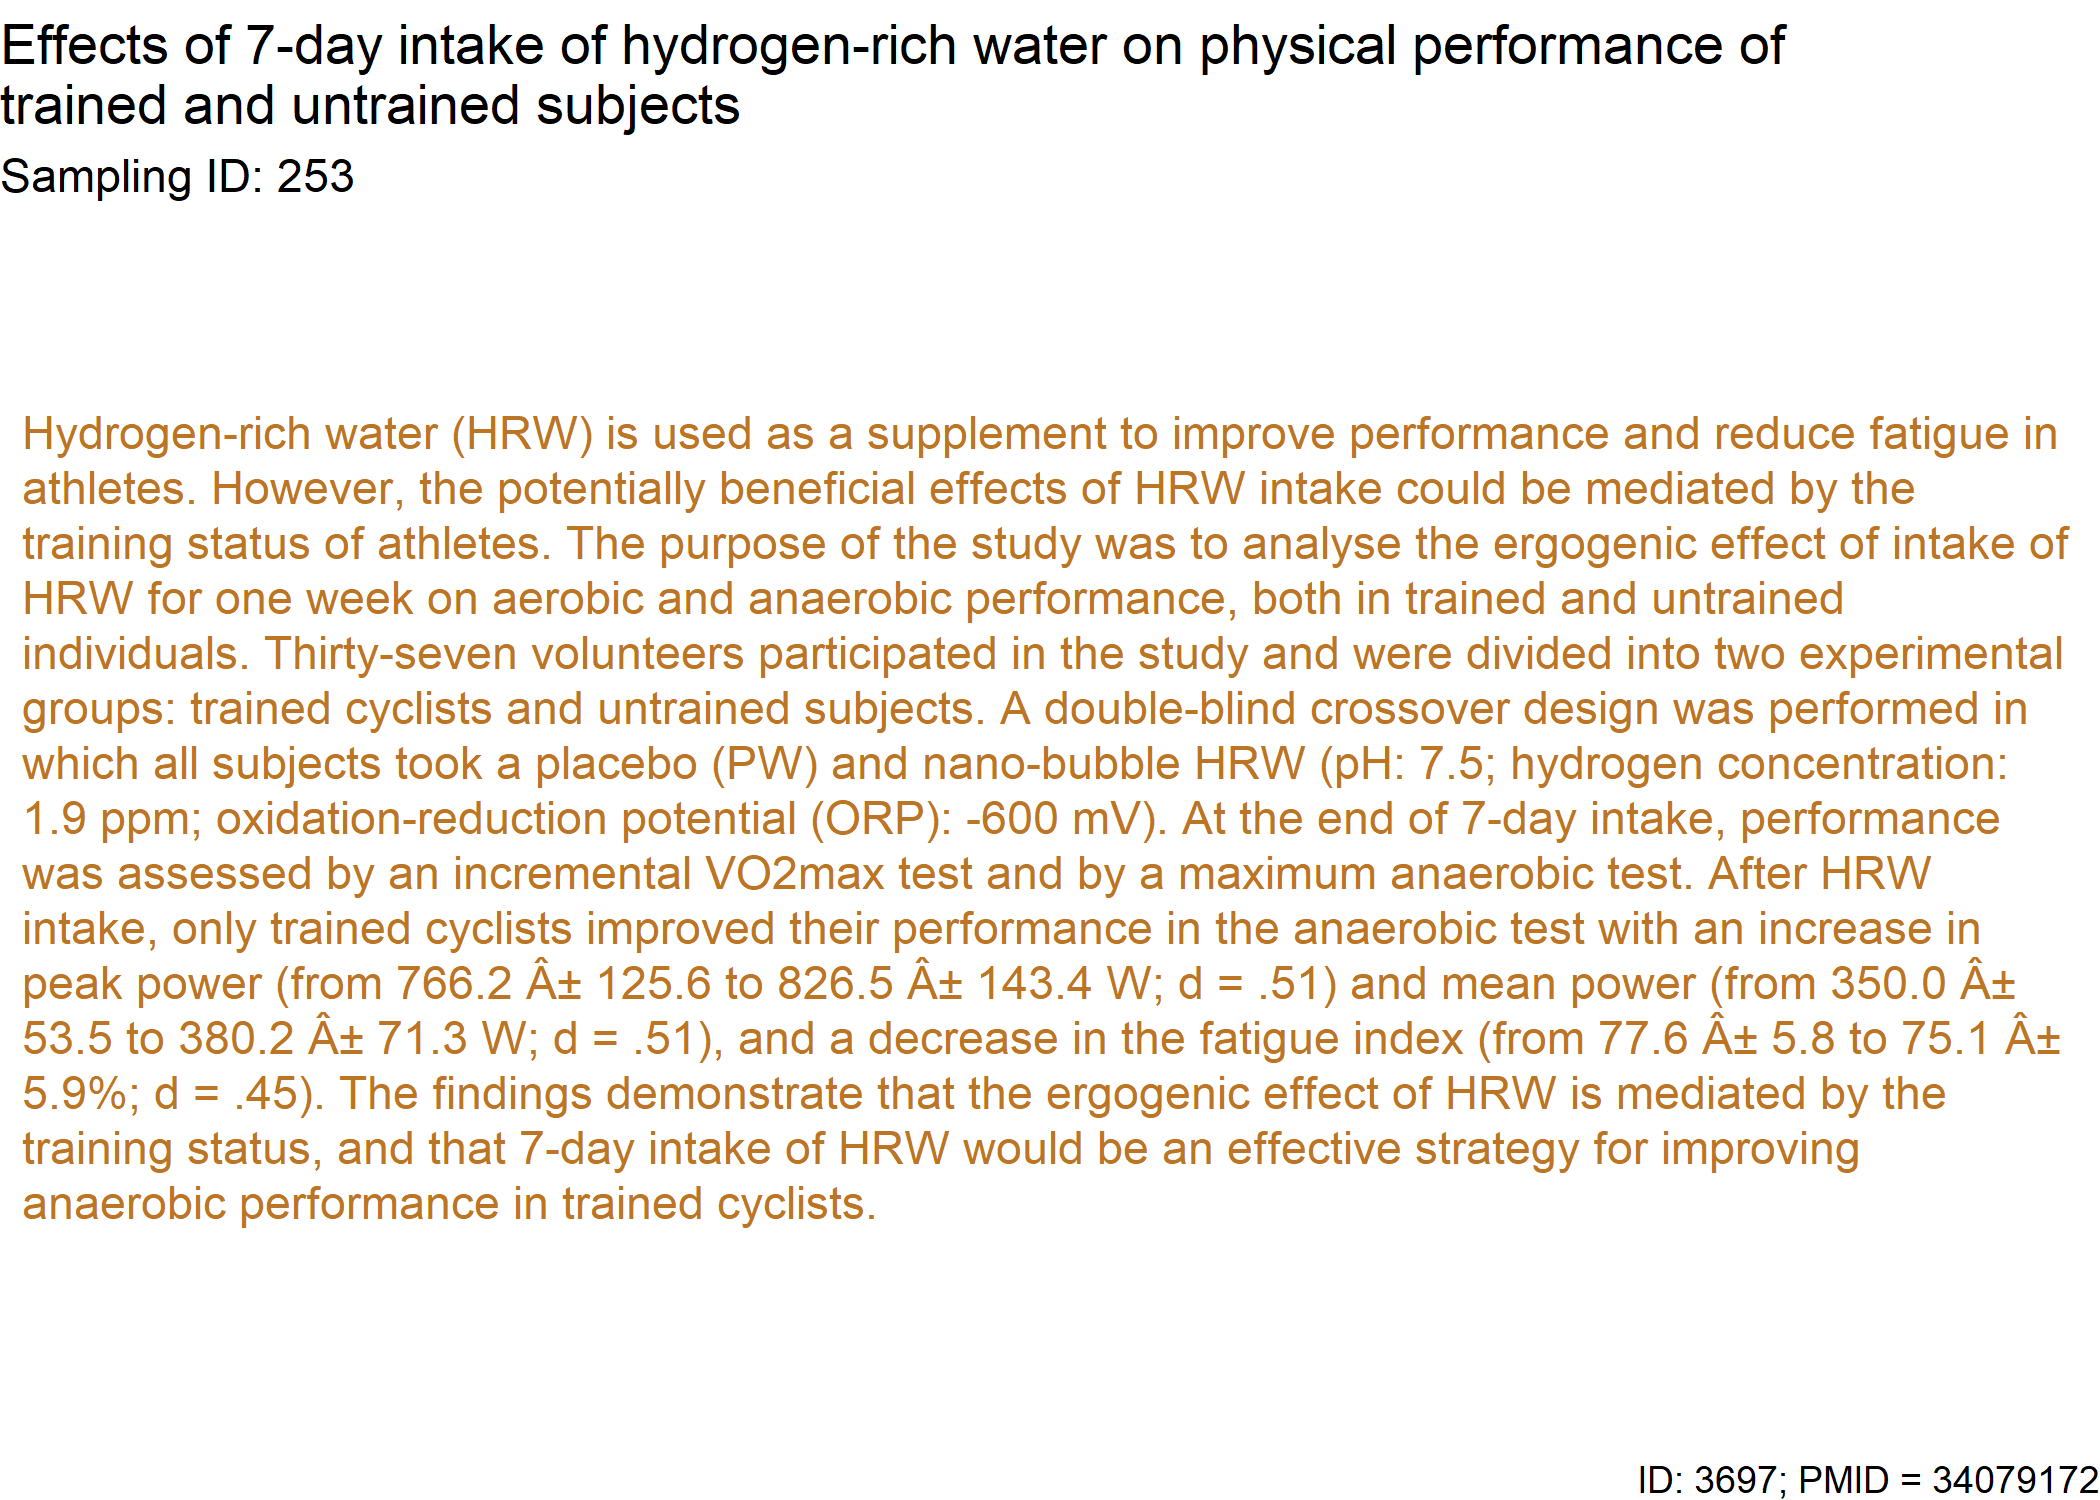 Effects of 7-day intake of hydrogen-rich water on physical performance of
trained and untrained subjects
Sampling ID: 253
Hydrogen-rich water (HRW) is used as a supplement to improve performance and reduce fatigue in
athletes. However, the potentially beneficial effects of HRW intake could be mediated by the
training status of athletes. The purpose of the study was to analyse the ergogenic effect of intake of
HRW for one week on aerobic and anaerobic performance, both in trained and untrained
individuals. Thirty-seven volunteers participated in the study and were divided into two experimental
groups: trained cyclists and untrained subjects. A double-blind crossover design was performed in
which all subjects took a placebo (PW) and nano-bubble HRW (pH: 7.5; hydrogen concentration:
1.9 ppm; oxidation-reduction potential (ORP): -600 mV). At the end of 7-day intake, performance
was assessed by an incremental VO2max test and by a maximum anaerobic test. After HRW
intake, only trained cyclists improved their performance in the anaerobic test with an increase in
peak power (from 766.2 Â± 125.6 to 826.5 Â± 143.4 W; d = .51) and mean power (from 350.0 Â±
53.5 to 380.2 Â± 71.3 W; d = .51), and a decrease in the fatigue index (from 77.6 Â± 5.8 to 75.1 Â±
5.9%; d = .45). The findings demonstrate that the ergogenic effect of HRW is mediated by the
training status, and that 7-day intake of HRW would be an effective strategy for improving
anaerobic performance in trained cyclists.
ID: 3697; PMID = 34079172